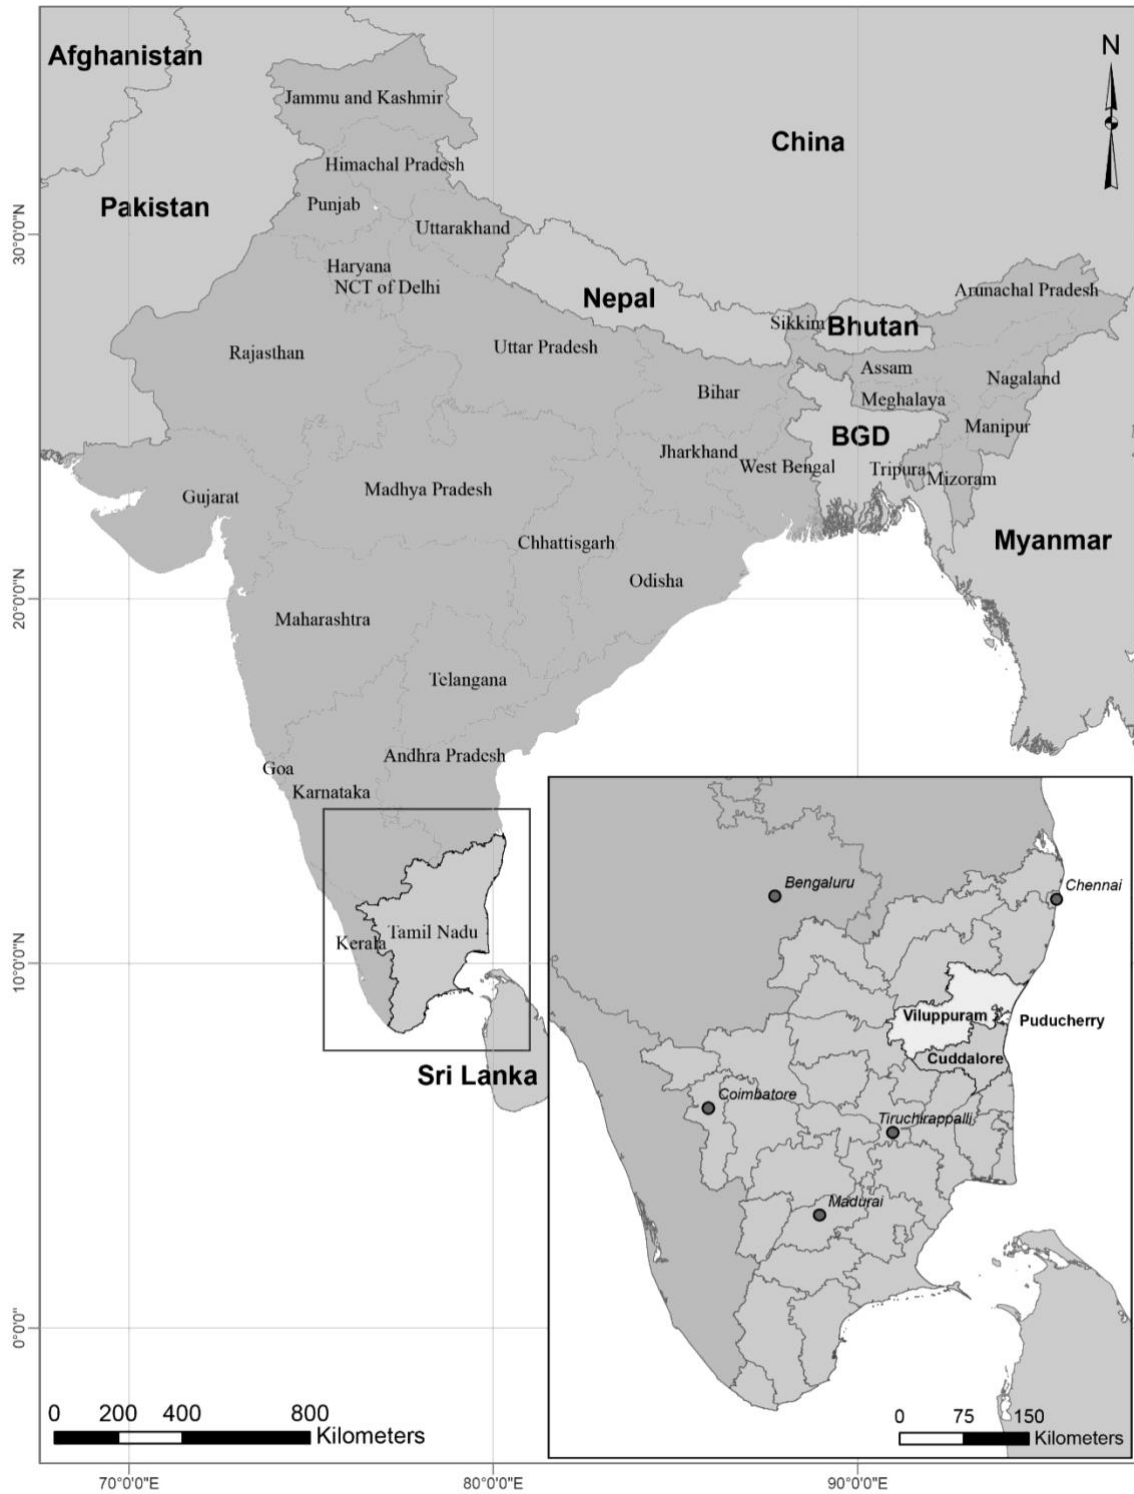 Afghanistan
N
Jammu and Kashmir
China
Himachal Pradesh
Pakistan
Punjab
Uttarakhand
30°0'0"N
Haryana
NCT of Delhi
Arunachal Pradesh
Nepal
Sikkim
Bhutan
Rajasthan
Uttar Pradesh
Assam
Nagaland
Bihar
Meghalaya
Manipur
BGD
Jharkhand
West Bengal
Tripura
Mizoram
Gujarat
Madhya Pradesh
Chhattisgarh
Myanmar
Odisha
20°0'0"N
Maharashtra
Telangana
Andhra Pradesh
Goa
Karnataka
Tamil Nadu
Kerala
10°0'0"N
Sri Lanka
Bengaluru
Chennai
Viluppuram
Puducherry
Cuddalore
Coimbatore
Tiruchirappalli
Madurai
0°0'0"
0 200 400 800
Kilometers
0 75 150
Kilometers
70°0'0"E 80°0'0"E 90°0'0"E